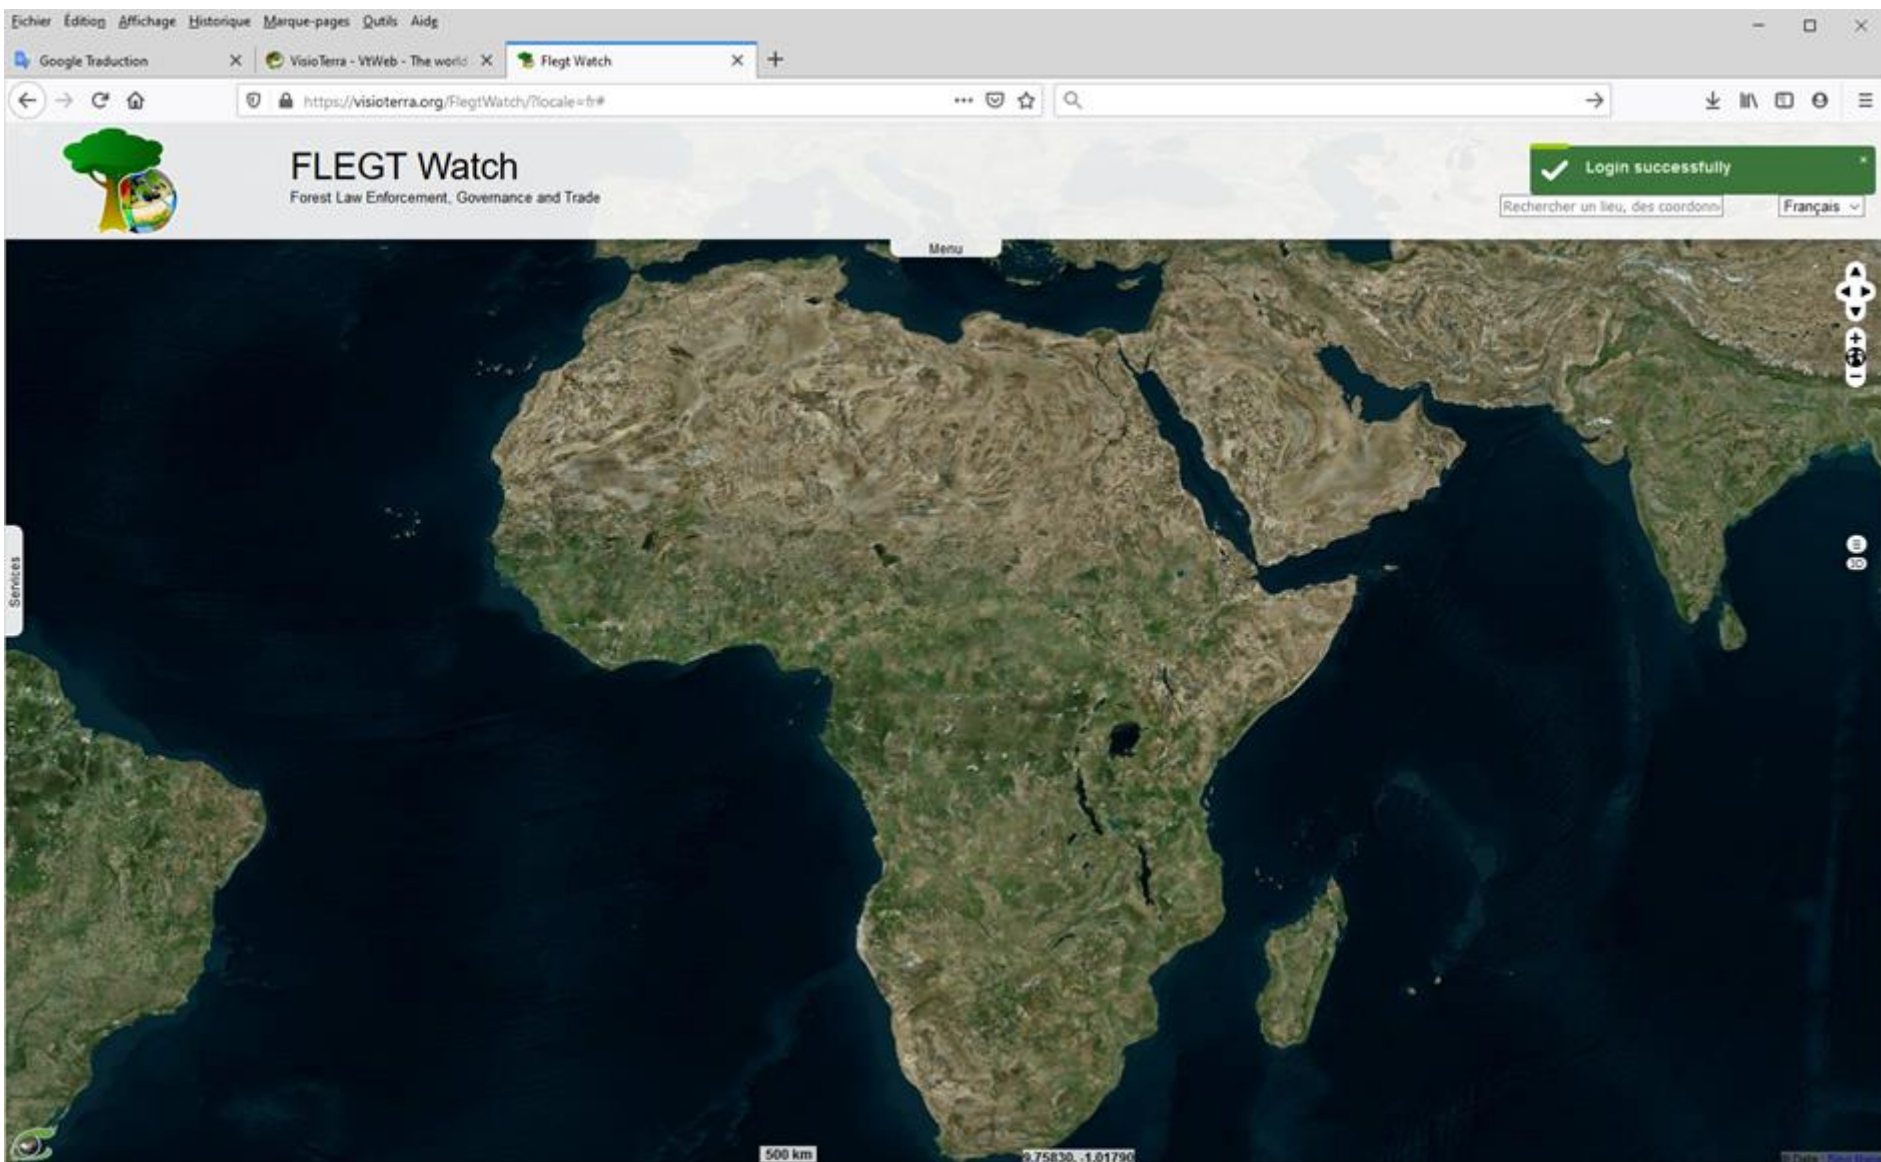 Fichier Édition Affichage Historique Marque-pages Outils Aide
Google Traduction
VisioTerra - VtWeb - The world
Flegt Watch
https://visioterra.org/FlegtWatch/?locale=fr#
FLEGT Watch
Forest Law Enforcement, Governance and Trade
Login successfully
Rechercher un lieu, des coordonn
Français
Menu
Services
3D
500 km
9.75830, -1.01790